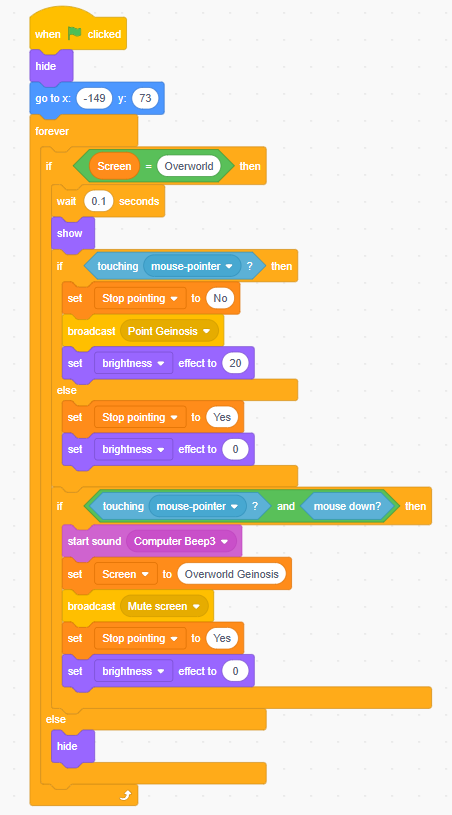 when clicked
hide
go to x: -149 y: 73
forever
if Screen = Overworld then
wait 0.1 seconds
show
if touching mouse-pointer ? then
set Stop pointing to No
broadcast Point Geinosis
set brightness effect to 20
else
set Stop pointing to Yes
set brightness effect to 0
if touching mouse-pointer ? and mouse down? then
start sound Computer Beep3
set Screen to Overworld Geinosis
broadcast Mute screen
set Stop pointing to Yes
set brightness effect to 0
else
hide